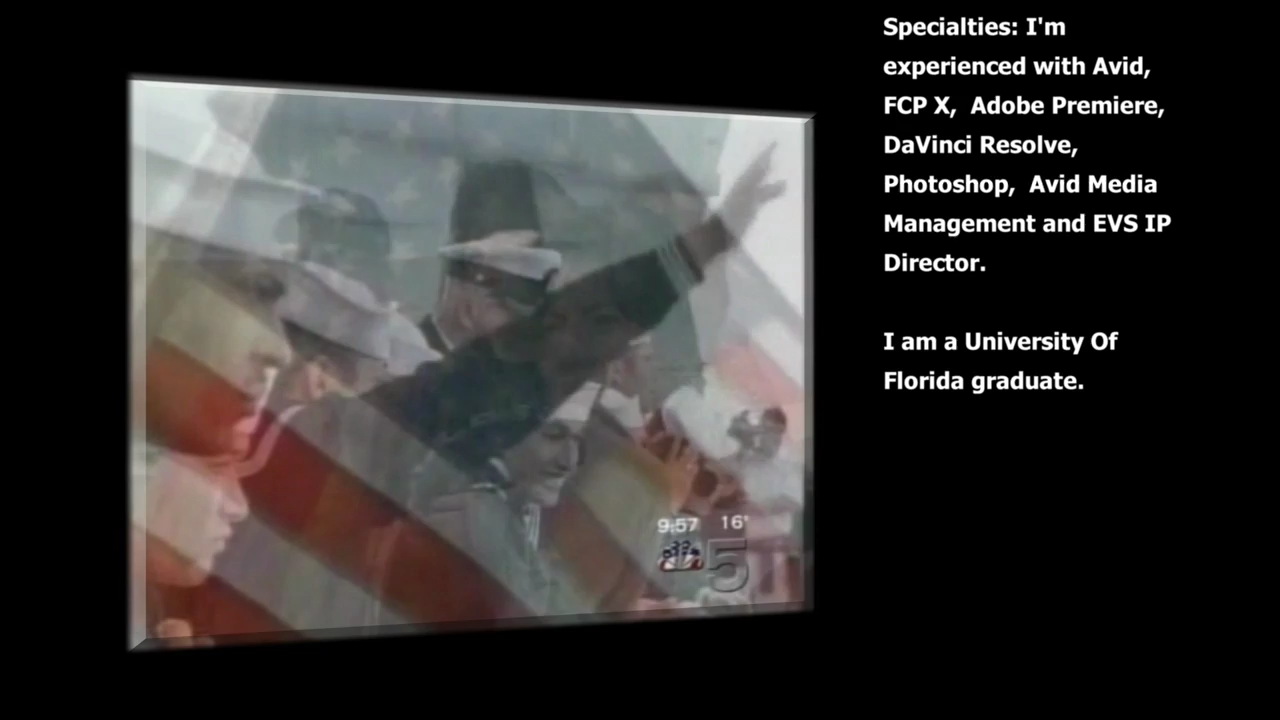 Specialties: I'm
experienced with Avid,
FCP X,  Adobe Premiere,
DaVinci Resolve,
Photoshop,  Avid Media
Management and EVS IP
Director.
I am a University Of
Florida graduate.
9:57 16°
5